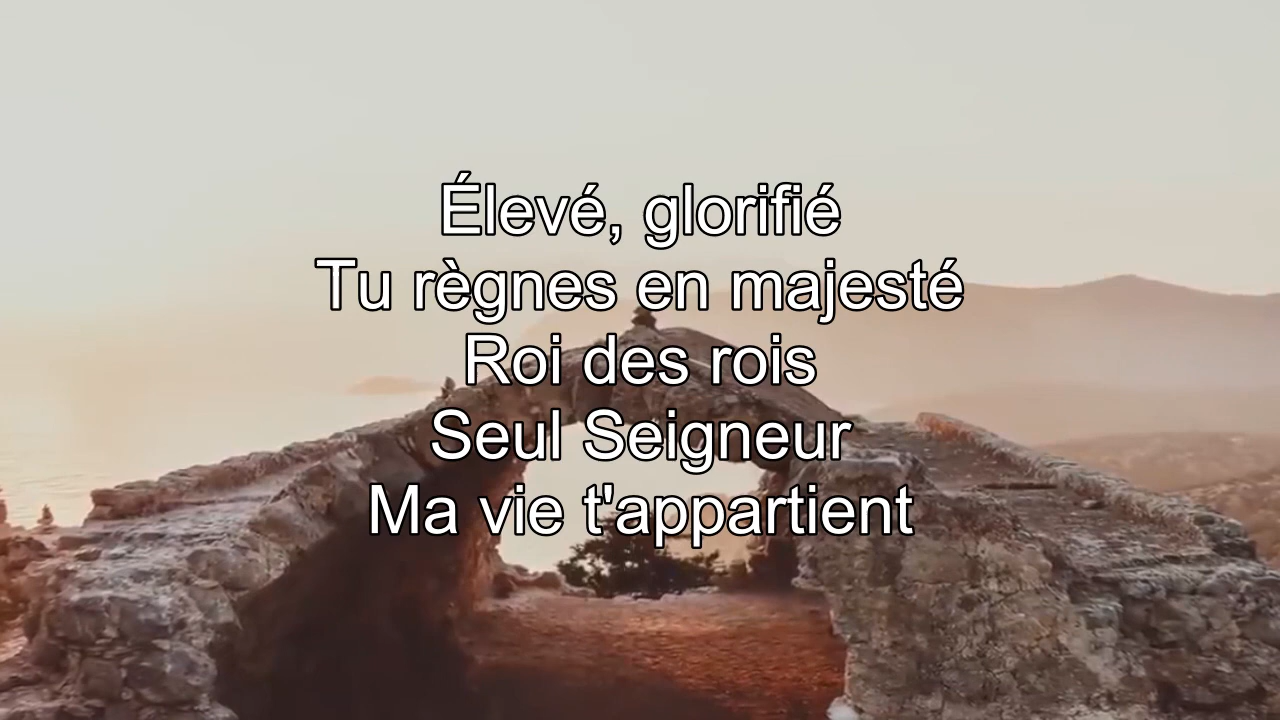 Élevé, glorifié
Tu règnes en majesté
Roi des rois
Seul Seigneur
Ma vie t'appartient